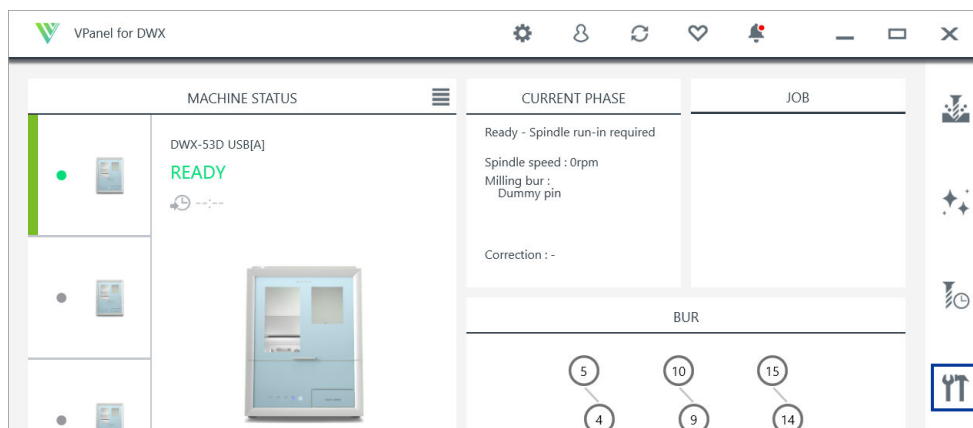 VPanel for DWX
MACHINE STATUS
DWX-53D USB[A]
READY
--:--
CURRENT PHASE
Ready - Spindle run-in required
Spindle speed : 0rpm
Milling bur :
Dummy pin
Correction : -
JOB
BUR
5
10
15
4
9
14